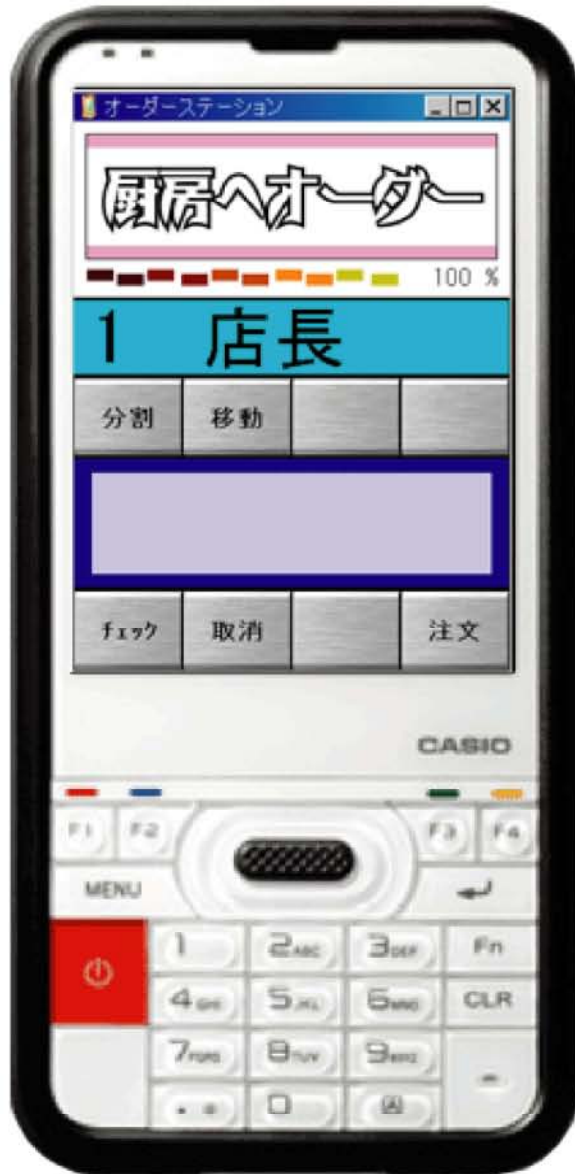 オーダーステーション
厨房へオーダー
100 %
1 店長
分割 移動
チェック 取消 注文
CASIO
F1 F2 F3 F4
MENU
1 2ABC 3DEF Fn
4GHI 5JKL 6MNO CLR
7PQRS 8TUV 9WXYZ
. @ 0 A -